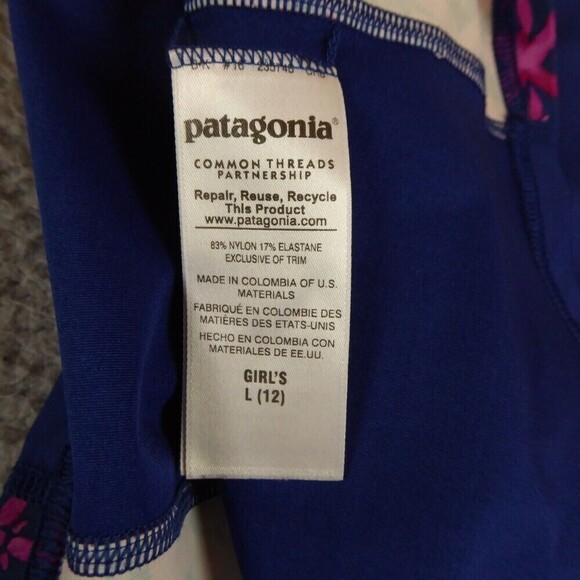 patagonia®
COMMON THREADS
PARTNERSHIP
Repair, Reuse, Recycle
This Product
www.patagonia.com
83% NYLON 17% ELASTANE
EXCLUSIVE OF TRIM
MADE IN COLOMBIA OF U.S.
MATERIALS
FABRIQUÉ EN COLOMBIE DES
MATIÈRES DES ETATS-UNIS
HECHO EN COLOMBIA CON
MATERIALES DE EE.UU.
GIRL'S
L (12)